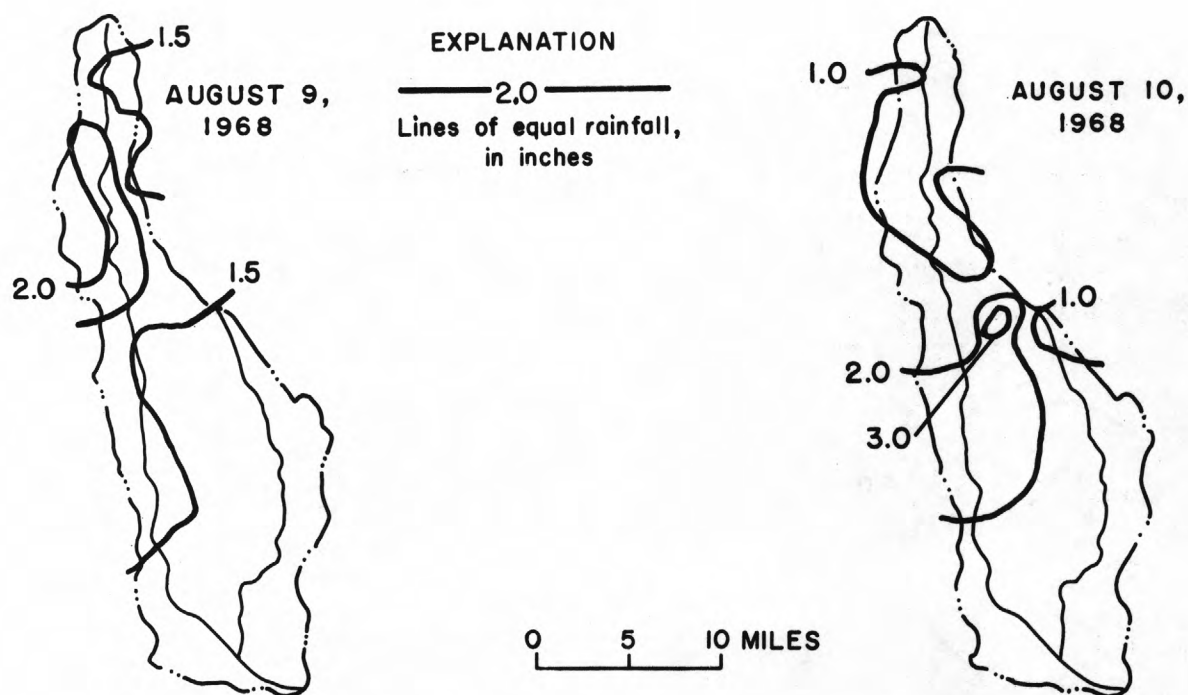 1.5
AUGUST 9,
1968
2.0
1.5
EXPLANATION
2.0
Lines of equal rainfall,
in inches
1.0
AUGUST 10,
1968
1.0
2.0
3.0
0 5 10 MILES